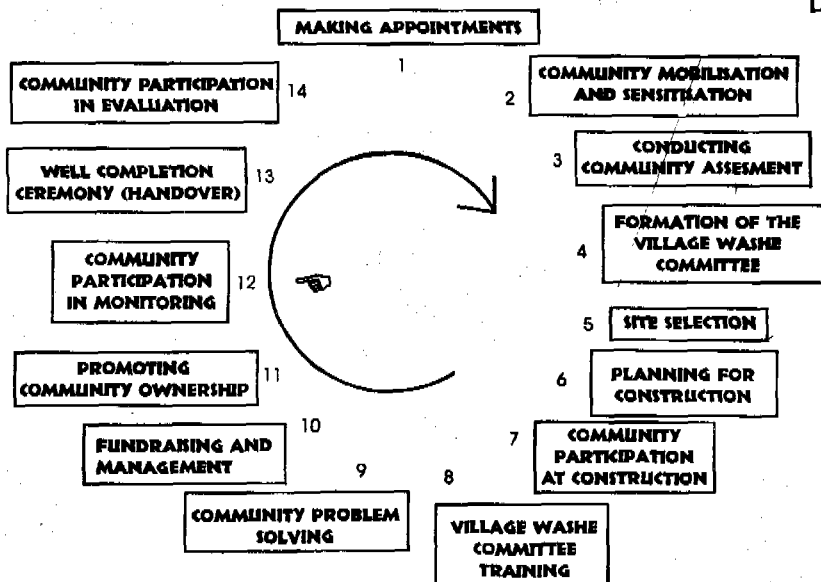 MAKING APPOINTMENTS
1
COMMUNITY MOBILISATION
AND SENSITISATION
2
CONDUCTING
COMMUNITY ASSESMENT
3
FORMATION OF THE
VILLAGE WASHE
COMMITTEE
4
5
SITE SELECTION
6
PLANNING FOR
CONSTRUCTION
7
COMMUNITY
PARTICIPATION
AT CONSTRUCTION
8
VILLAGE WASHE
COMMITTEE
TRAINING
9
COMMUNITY PROBLEM
SOLVING
10
FUNDRAISING AND
MANAGEMENT
11
PROMOTING
COMMUNITY OWNERSHIP
12
COMMUNITY
PARTICIPATION
IN MONITORING
13
WELL COMPLETION
CEREMONY (HANDOVER)
14
COMMUNITY PARTICIPATION
IN EVALUATION